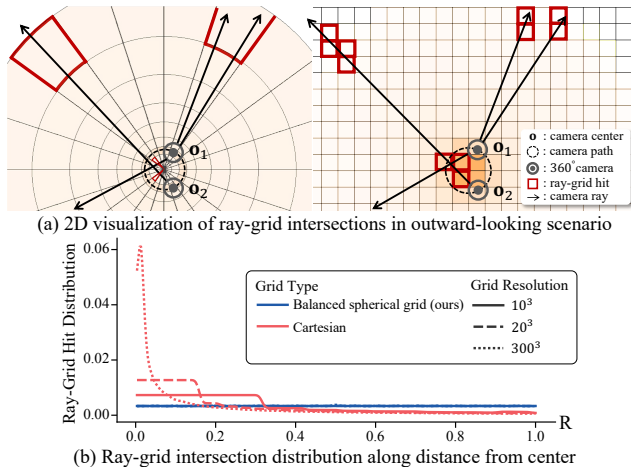 o₁
o₂
o₁
o₂
o : camera center
: camera path
: 360°camera
: ray-grid hit
: camera ray
(a) 2D visualization of ray-grid intersections in outward-looking scenario
Ray-Grid Hit Distribution
0.06
0.04
0.02
0.00
Grid Type
Balanced spherical grid (ours)
Cartesian
Grid Resolution
10³
20³
300³
0.0 0.2 0.4 0.6 0.8 1.0 R
(b) Ray-grid intersection distribution along distance from center